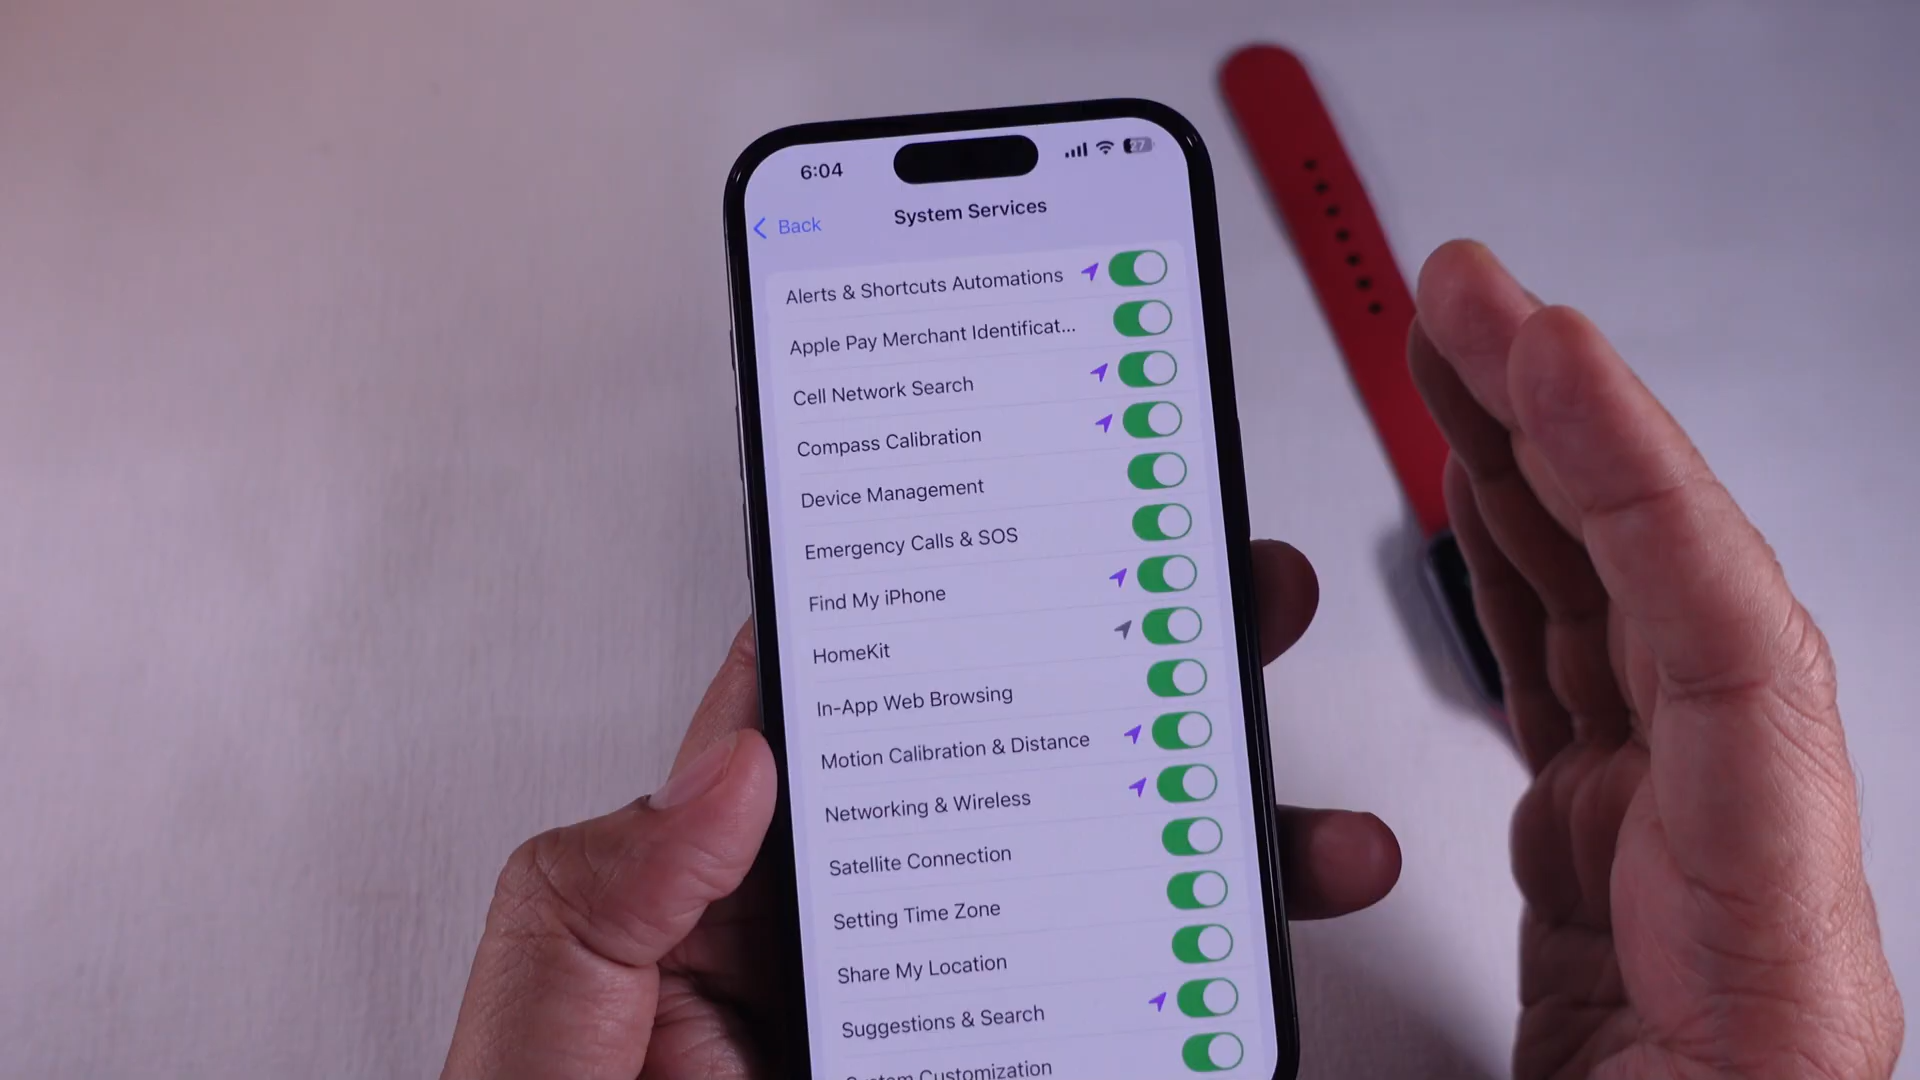 6:04
27
Back
System Services
Alerts & Shortcuts Automations
Apple Pay Merchant Identificat...
Cell Network Search
Compass Calibration
Device Management
Emergency Calls & SOS
Find My iPhone
HomeKit
In-App Web Browsing
Motion Calibration & Distance
Networking & Wireless
Satellite Connection
Setting Time Zone
Share My Location
Suggestions & Search
System Customization